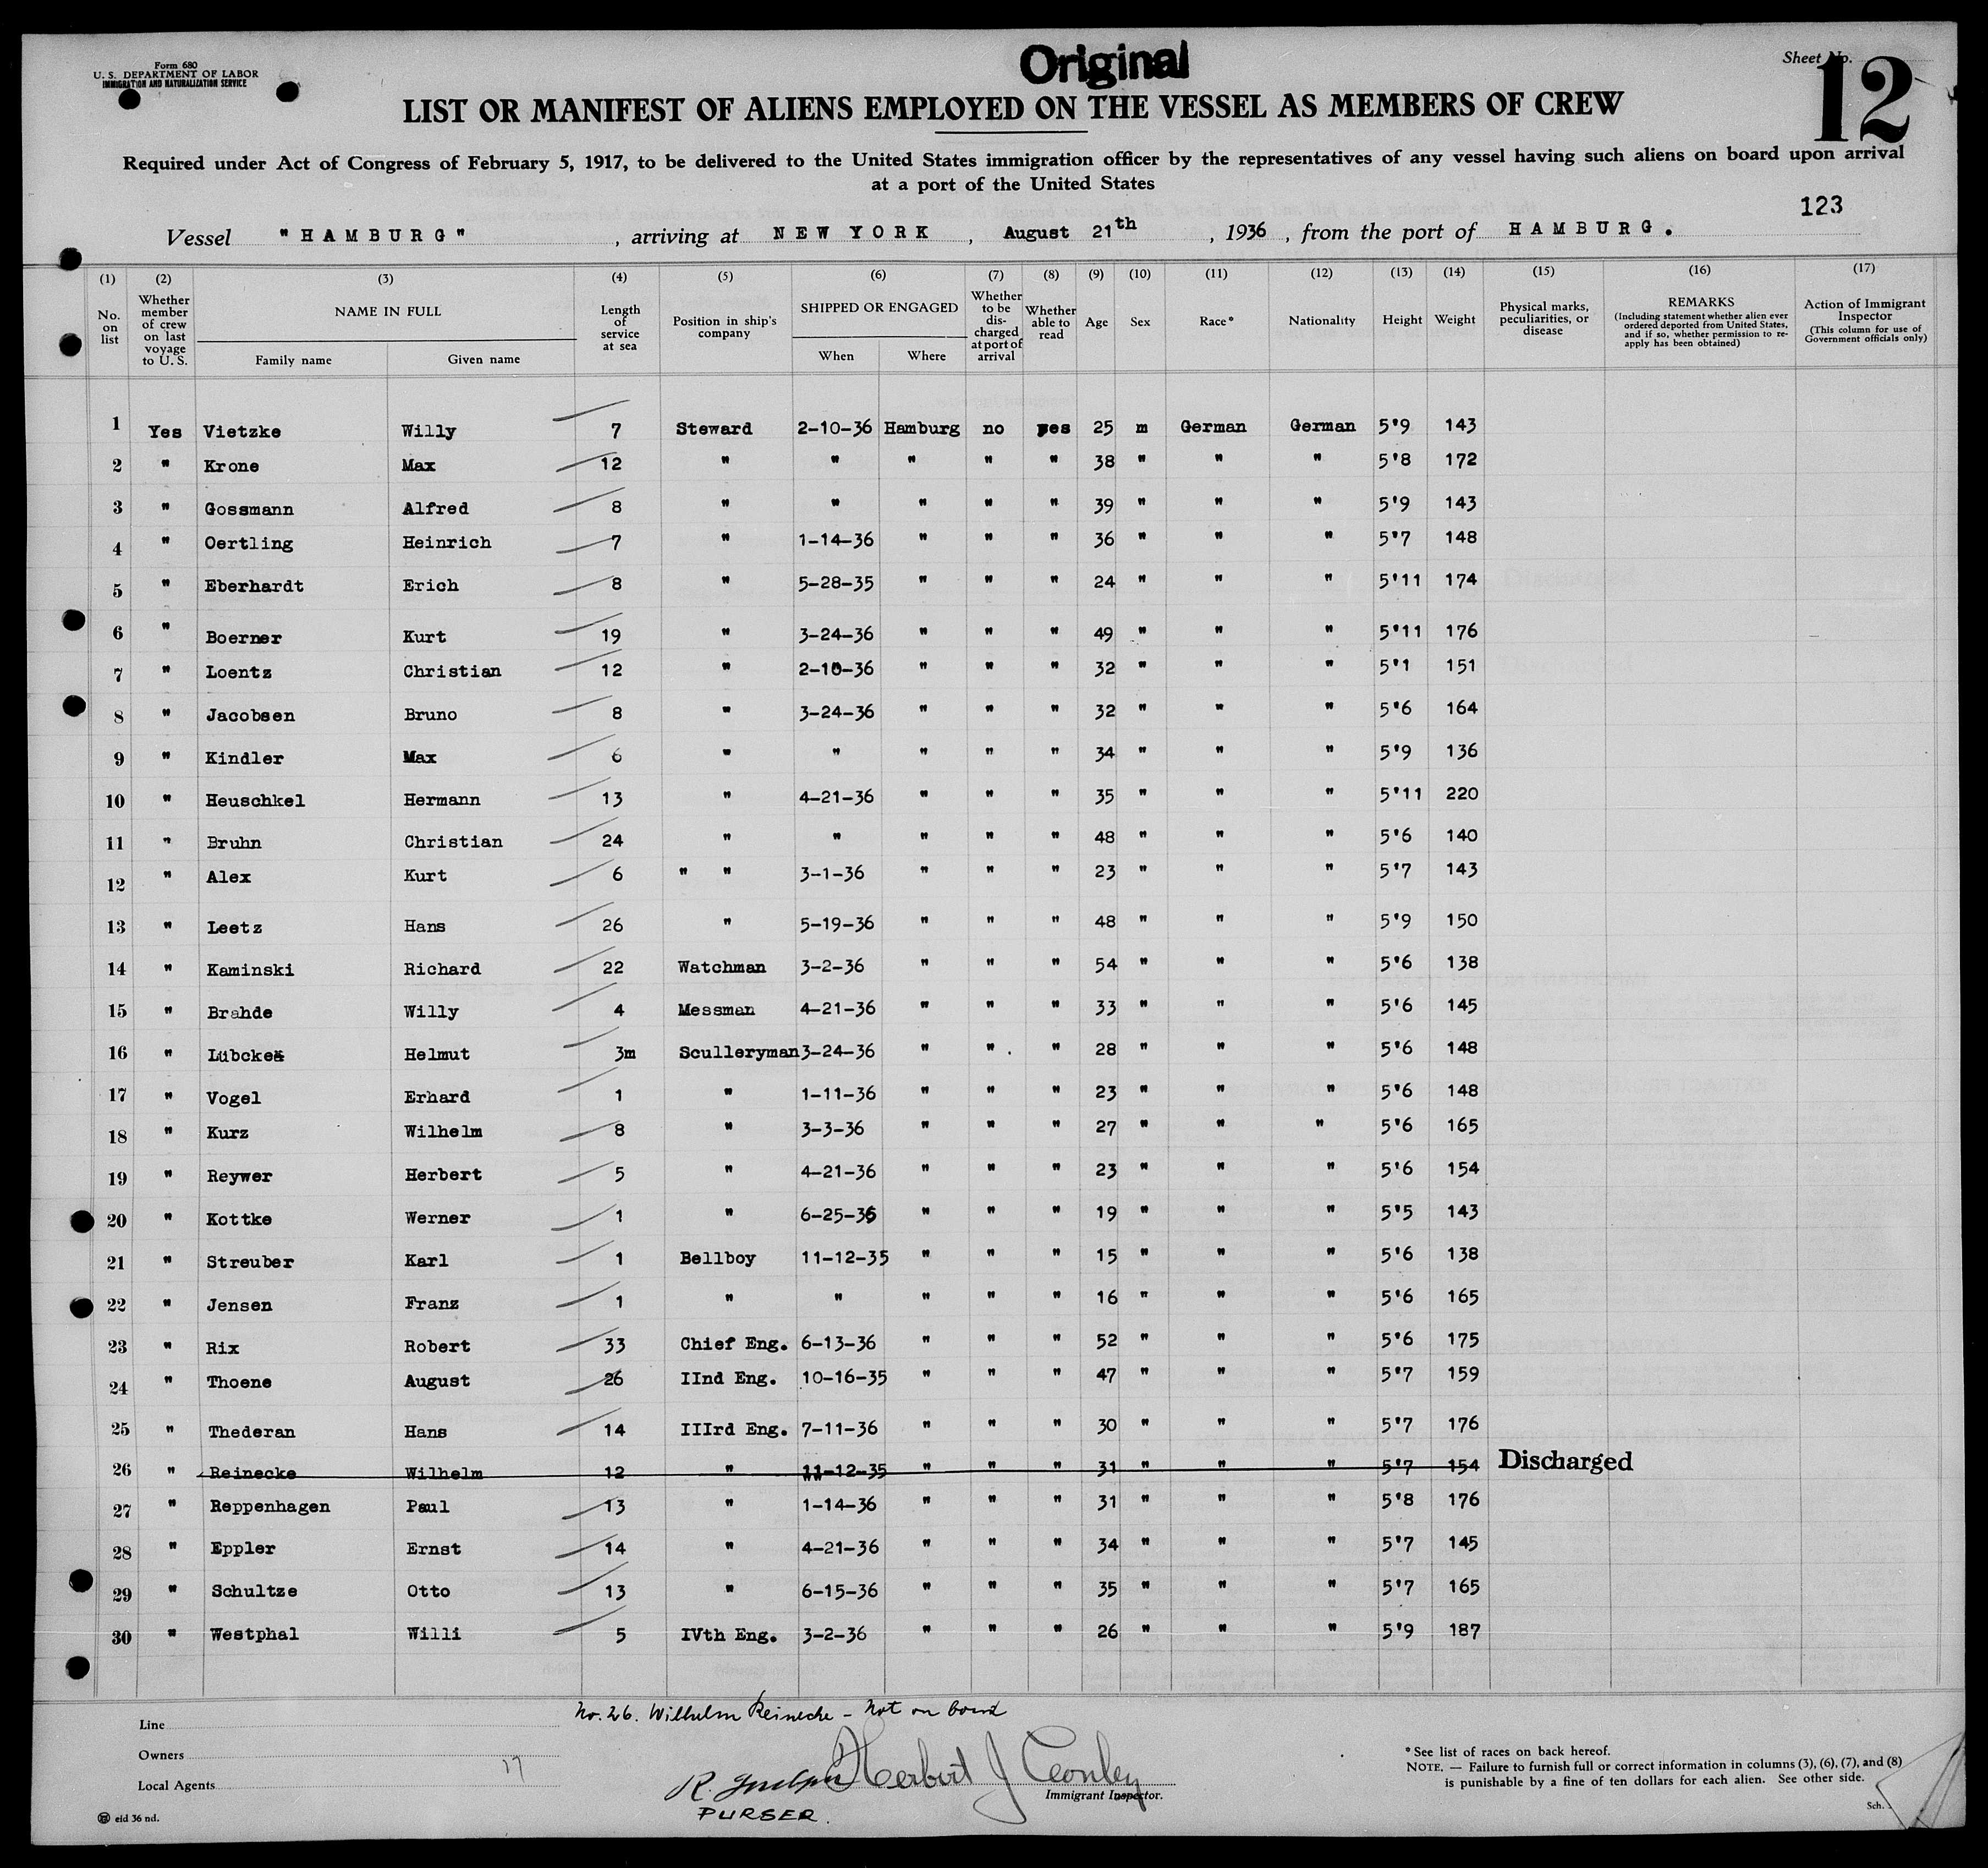 Form 680
U. S. DEPARTMENT OF LABOR
IMMIGRATION AND NATURALIZATION SERVICE
Original
Sheet No.
12
LIST OR MANIFEST OF ALIENS EMPLOYED ON THE VESSEL AS MEMBERS OF CREW
Required under Act of Congress of February 5, 1917, to be delivered to the United States immigration officer by the representatives of any vessel having such aliens on board upon arrival
at a port of the United States
123
Vessel "HAMBURG" , arriving at NEW YORK , August 21th , 1936 , from the port of HAMBURG.
(1) (2) (3) (4) (5) (6) (7) (8) (9) (10) (11) (12) (13) (14) (15) (16) (17)
No. on list Whether member of crew on last voyage to U. S. NAME IN FULL Family name Given name Length of service at sea Position in ship's company SHIPPED OR ENGAGED When Where Whether to be discharged at port of arrival Whether able to read Age Sex Race* Nationality Height Weight Physical marks, peculiarities, or disease REMARKS (Including statement whether alien ever ordered deported from United States, and if so, whether permission to re-apply has been obtained) Action of Immigrant Inspector (This column for use of Government officials only)
1 Yes Vietzke Willy 7 Steward 2-10-36 Hamburg no yes 25 m German German 5'9 143
2 " Krone Max 12 " " " " " 38 " " " 5'8 172
3 " Gossmann Alfred 8 " " " " " 39 " " " 5'9 143
4 " Oertling Heinrich 7 " 1-14-36 " " " 36 " " " 5'7 148
5 " Eberhardt Erich 8 " 5-28-35 " " " 24 " " " 5'11 174
6 " Boerner Kurt 19 " 3-24-36 " " " 49 " " " 5'11 176
7 " Loentz Christian 12 " 2-10-36 " " " 32 " " " 5'1 151
8 " Jacobsen Bruno 8 " 3-24-36 " " " 32 " " " 5'6 164
9 " Kindler Max 6 " " " " " 34 " " " 5'9 136
10 " Heuschkel Hermann 13 " 4-21-36 " " " 35 " " " 5'11 220
11 " Bruhn Christian 24 " " " " " 48 " " " 5'6 140
12 " Alex Kurt 6 " " 3-1-36 " " " 23 " " " 5'7 143
13 " Leetz Hans 26 " 5-19-36 " " " 48 " " " 5'9 150
14 " Kaminski Richard 22 Watchman 3-2-36 " " " 54 " " " 5'6 138
15 " Brahde Willy 4 Messman 4-21-36 " " " 33 " " " 5'6 145
16 " Lübcke Helmut 3m Sculleryman 3-24-36 " " " 28 " " " 5'6 148
17 " Vogel Erhard 1 " 1-11-36 " " " 23 " " " 5'6 148
18 " Kurz Wilhelm 8 " 3-3-36 " " " 27 " " " 5'6 165
19 " Reywer Herbert 5 " 4-21-36 " " " 23 " " " 5'6 154
20 " Kottke Werner 1 " 6-25-36 " " " 19 " " " 5'5 143
21 " Streuber Karl 1 Bellboy 11-12-35 " " " 15 " " " 5'6 138
22 " Jensen Franz 1 " " " " " 16 " " " 5'6 165
23 " Rix Robert 33 Chief Eng. 6-13-36 " " " 52 " " " 5'6 175
24 " Thoene August 26 IInd Eng. 10-16-35 " " " 47 " " " 5'7 159
25 " Thederan Hans 14 IIIrd Eng. 7-11-36 " " " 30 " " " 5'7 176
26 " Reinecke Wilhelm 12 " 11-12-35 " " " 31 " " " 5'7 154 Discharged
27 " Reppenhagen Paul 13 " 1-14-36 " " " 31 " " " 5'8 176
28 " Eppler Ernst 14 " 4-21-36 " " " 34 " " " 5'7 145
29 " Schultze Otto 13 " 6-15-36 " " " 35 " " " 5'7 165
30 " Westphal Willi 5 IVth Eng. 3-2-36 " " " 26 " " " 5'9 187
No. 26. Wilhelm Reinecke - Not on board
Line
Owners 17
Local Agents
R.
PURSER.
Herbert J Conley
Immigrant Inspector.
* See list of races on back hereof.
NOTE. — Failure to furnish full or correct information in columns (3), (6), (7), and (8)
is punishable by a fine of ten dollars for each alien. See other side.
eid 36 nd.
Sch.